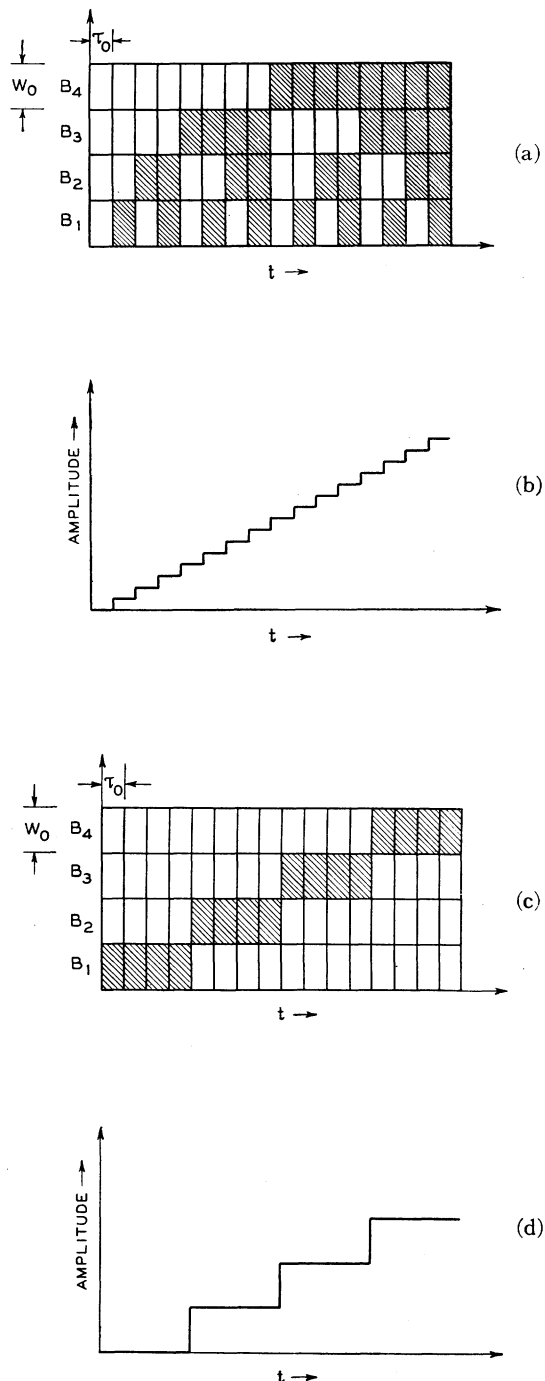 τ₀
W₀
B₄
B₃
B₂
B₁
t →
(a)
AMPLITUDE →
t →
(b)
τ₀
W₀
B₄
B₃
B₂
B₁
t →
(c)
AMPLITUDE →
t →
(d)